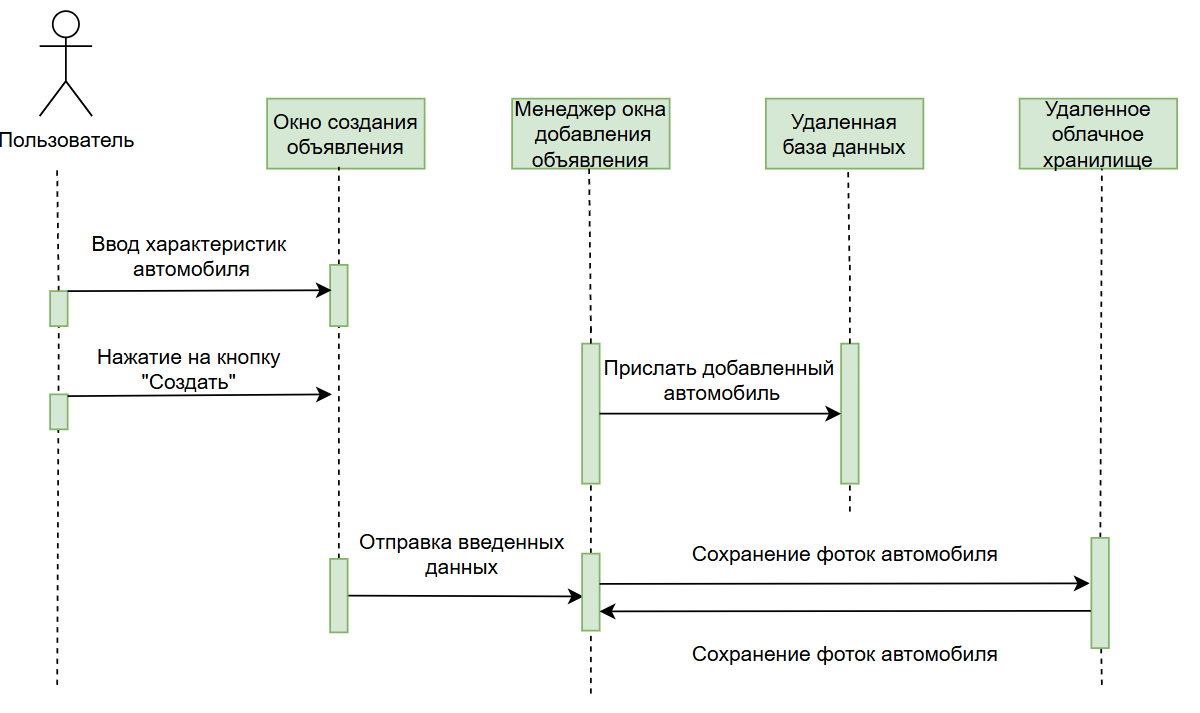 Пользователь
Окно создания
объявления
Менеджер окна
добавления
объявления
Удаленная
база данных
Удаленное
облачное
хранилище
Ввод характеристик
автомобиля
Нажатие на кнопку
"Создать"
Прислать добавленный
автомобиль
Отправка введенных
данных
Сохранение фоток автомобиля
Сохранение фоток автомобиля